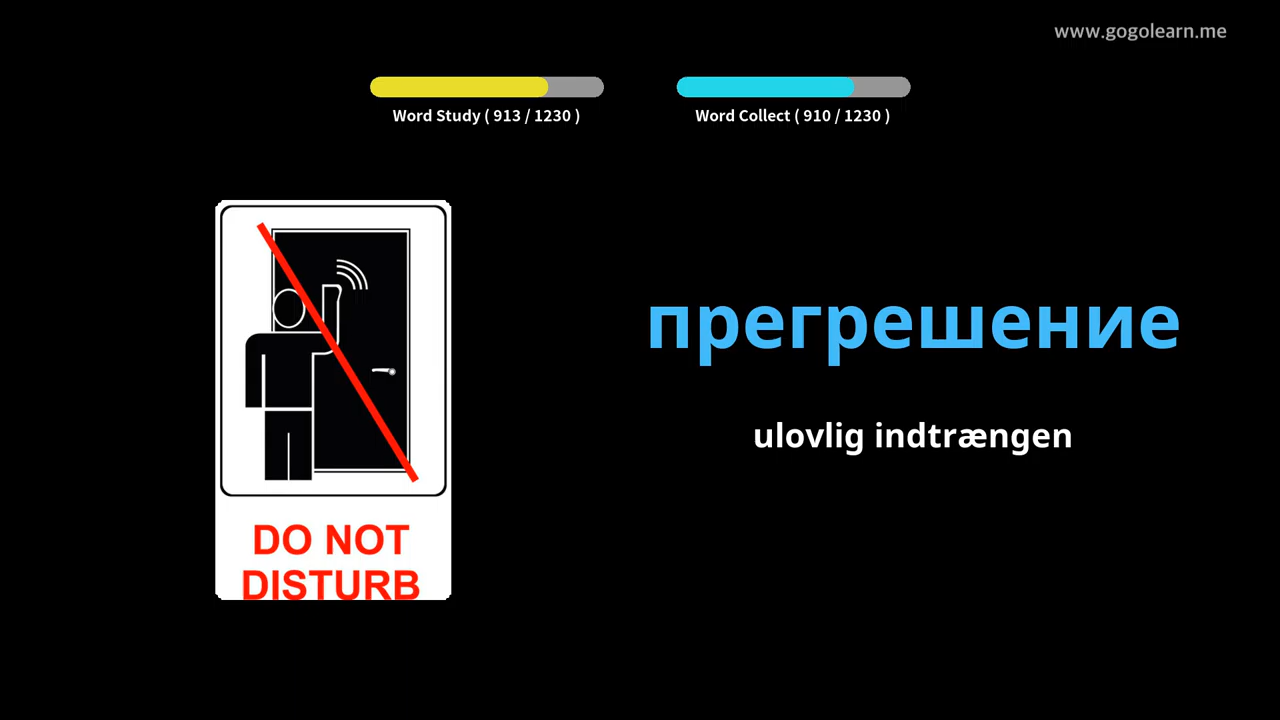 www.gogolearn.me
Word Study ( 913 / 1230 )
Word Collect ( 910 / 1230 )
прегрешение
ulovlig indtrængen
DO NOT
DISTURB